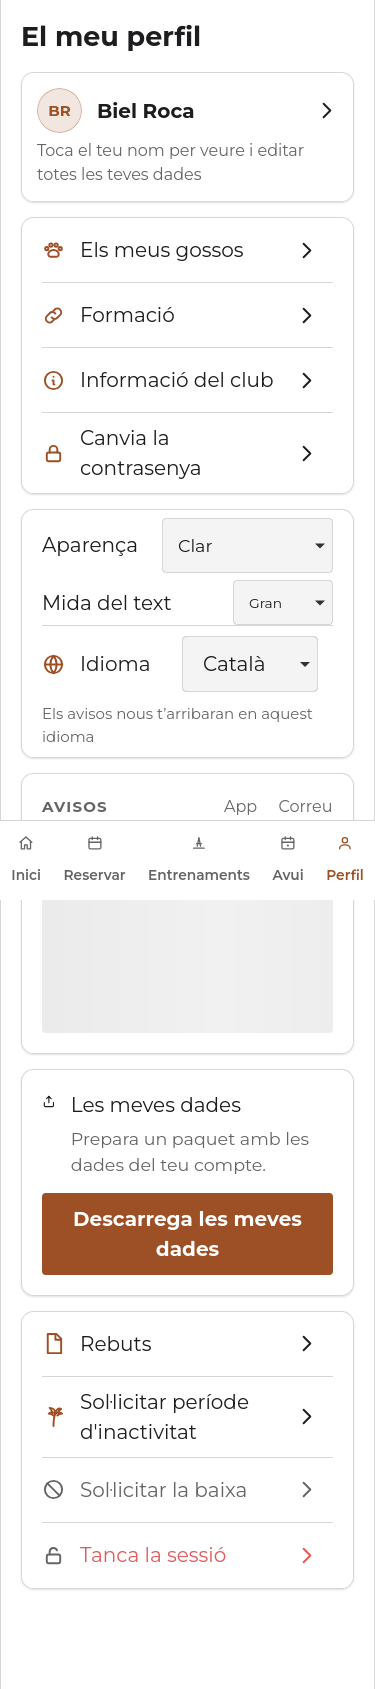 El meu perfil
BR
Biel Roca
Toca el teu nom per veure i editar
totes les teves dades
Els meus gossos
Formació
Informació del club
Canvia la
contrasenya
Aparença
Clar
Mida del text
Gran
Idioma
Català
Els avisos nous t’arribaran en aquest
idioma
AVISOS
App
Correu
Inici
Reservar
Entrenaments
Avui
Perfil
Les meves dades
Prepara un paquet amb les
dades del teu compte.
Descarrega les meves
dades
Rebuts
Sol·licitar període
d'inactivitat
Sol·licitar la baixa
Tanca la sessió